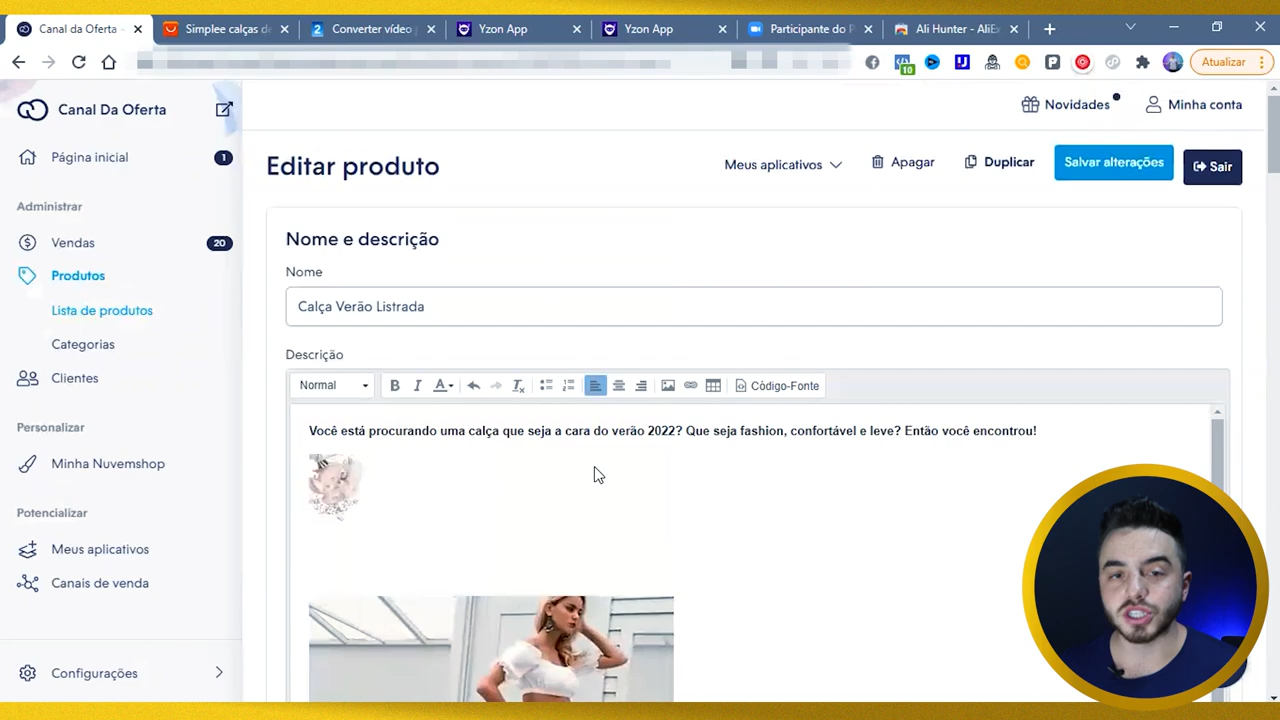 Canal da Oferta -
Simplee calças de
Converter vídeo
Yzon App
Yzon App
Participante do P
Ali Hunter - AliEx
10
Atualizar
Canal Da Oferta
Novidades
Minha conta
Página inicial
1
Editar produto
Meus aplicativos
Apagar
Duplicar
Salvar alterações
Sair
Administrar
Vendas
20
Produtos
Lista de produtos
Categorias
Clientes
Personalizar
Minha Nuvemshop
Potencializar
Meus aplicativos
Canais de venda
Configurações
Nome e descrição
Nome
Calça Verão Listrada
Descrição
Normal
B I A
Código-Fonte
Você está procurando uma calça que seja a cara do verão 2022? Que seja fashion, confortável e leve? Então você encontrou!